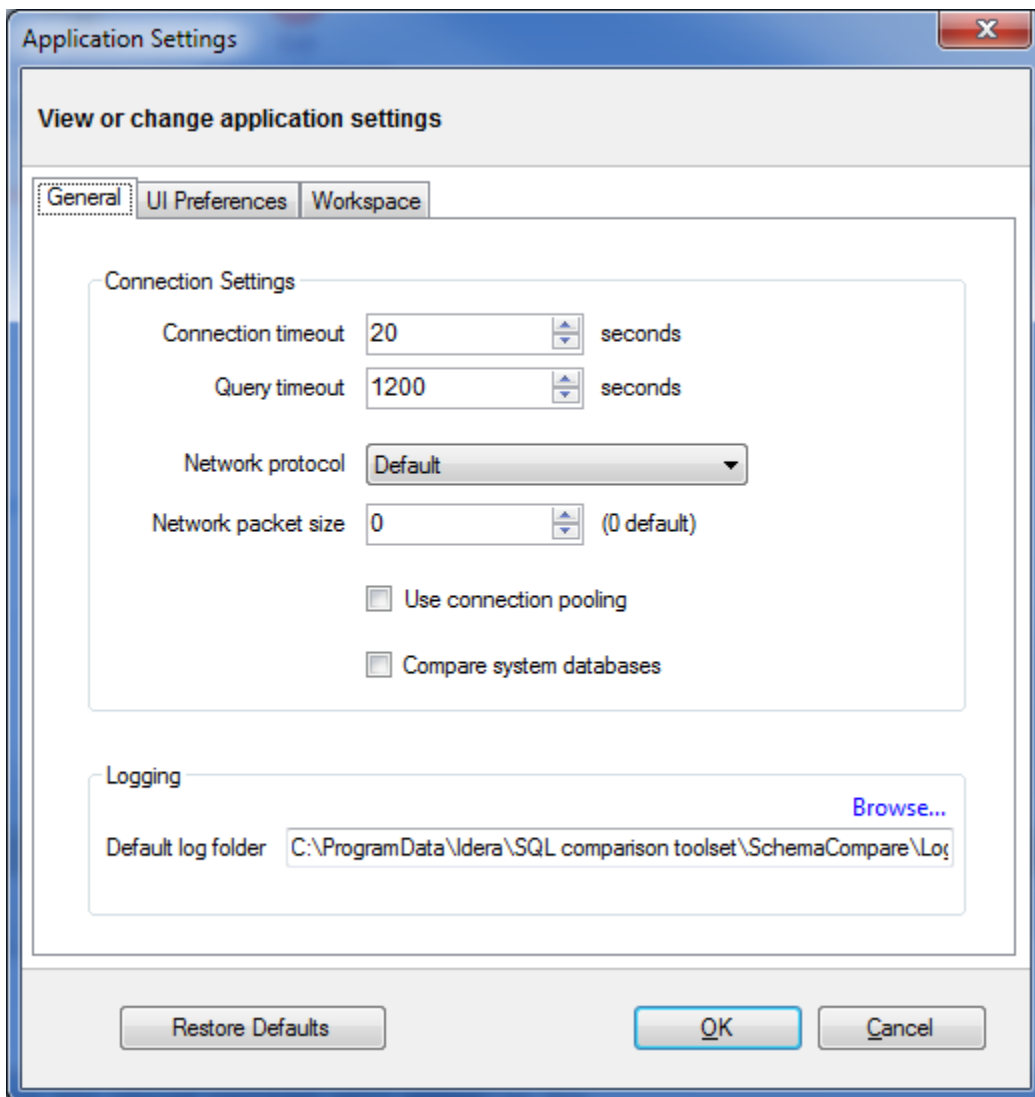 Application Settings
View or change application settings
General UI Preferences Workspace
Connection Settings
Connection timeout 20 seconds
Query timeout 1200 seconds
Network protocol Default
Network packet size 0 (0 default)
Use connection pooling
Compare system databases
Logging
Browse...
Default log folder C:\ProgramData\Idera\SQL comparison toolset\SchemaCompare\Log
Restore Defaults OK Cancel